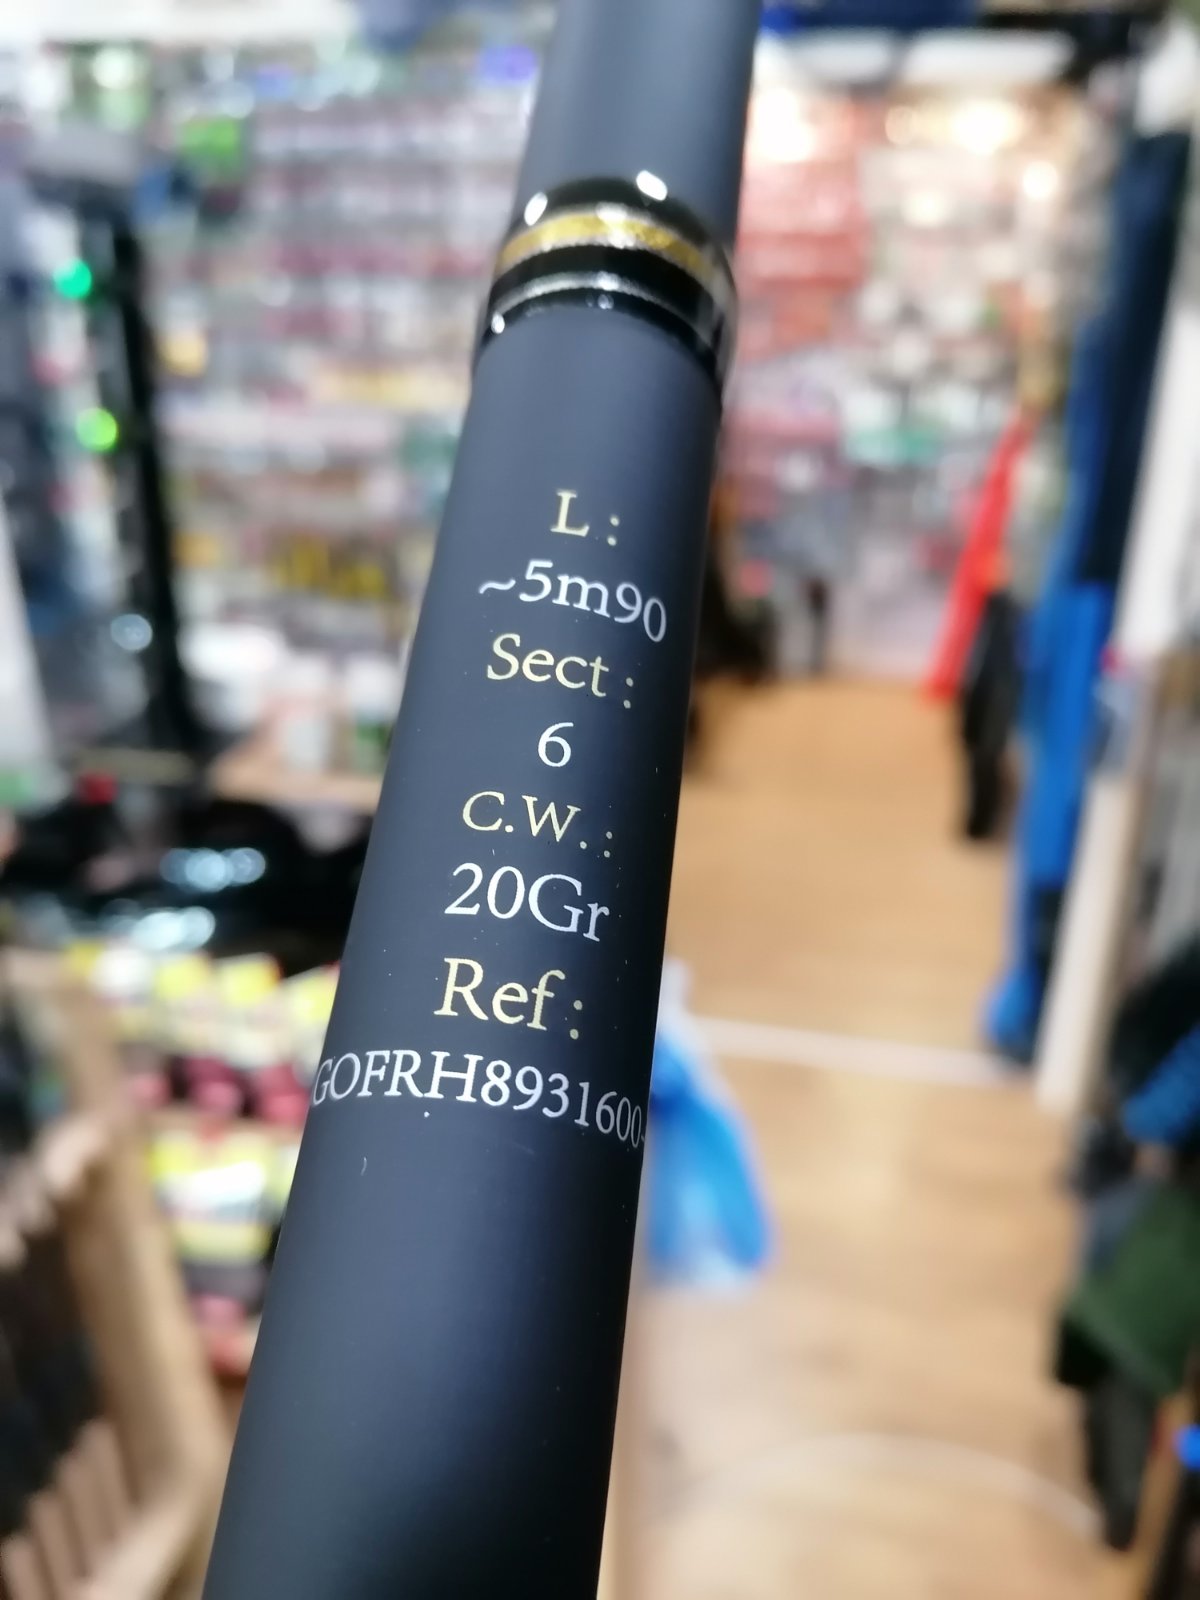 L :
~5m90
Sect :
6
C.W. :
20Gr
Ref :
GOFRH8931600-